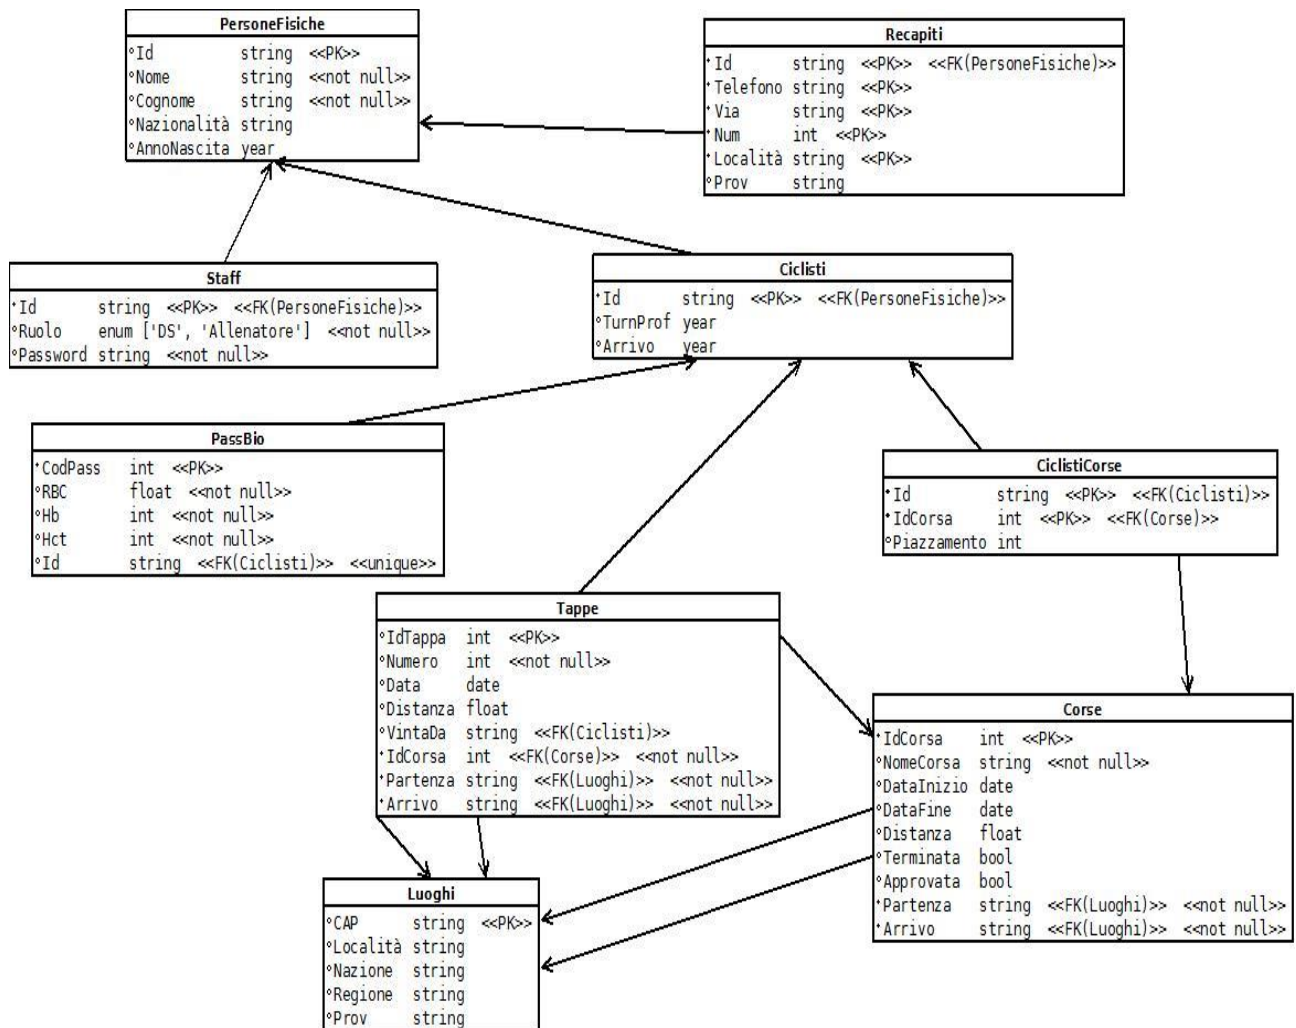 PersoneFisiche
Id string <<PK>>
Nome string <<not null>>
Cognome string <<not null>>
Nazionalità string
AnnoNascita year
Recapiti
Id string <<PK>> <<FK(PersoneFisiche)>>
Telefono string <<PK>>
Via string <<PK>>
Num int <<PK>>
Località string <<PK>>
Prov string
Staff
Id string <<PK>> <<FK(PersoneFisiche)>>
Ruolo enum ['DS', 'Allenatore'] <<not null>>
Password string <<not null>>
Ciclisti
Id string <<PK>> <<FK(PersoneFisiche)>>
TurnProf year
Arrivo year
PassBio
CodPass int <<PK>>
RBC float <<not null>>
Hb int <<not null>>
Hct int <<not null>>
Id string <<FK(Ciclisti)>> <<unique>>
CiclistiCorse
Id string <<PK>> <<FK(Ciclisti)>>
IdCorsa int <<PK>> <<FK(Corse)>>
Piazzamento int
Tappe
IdTappa int <<PK>>
Numero int <<not null>>
Data date
Distanza float
VintaDa string <<FK(Ciclisti)>>
IdCorsa int <<FK(Corse)>> <<not null>>
Partenza string <<FK(Luoghi)>> <<not null>>
Arrivo string <<FK(Luoghi)>> <<not null>>
Corse
IdCorsa int <<PK>>
NomeCorsa string <<not null>>
DataInizio date
DataFine date
Distanza float
Terminata bool
Approvata bool
Partenza string <<FK(Luoghi)>> <<not null>>
Arrivo string <<FK(Luoghi)>> <<not null>>
Luoghi
CAP string <<PK>>
Località string
Nazione string
Regione string
Prov string